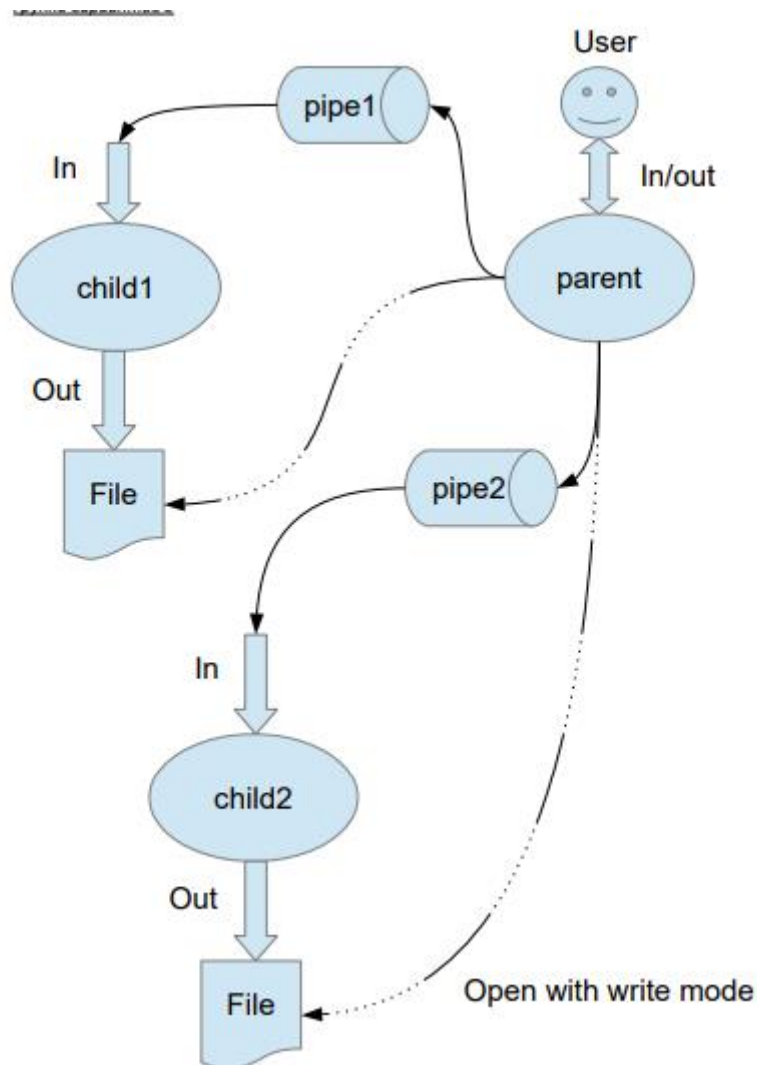 User
pipe1
In
In/out
child1
parent
Out
File
pipe2
In
child2
Out
File
Open with write mode